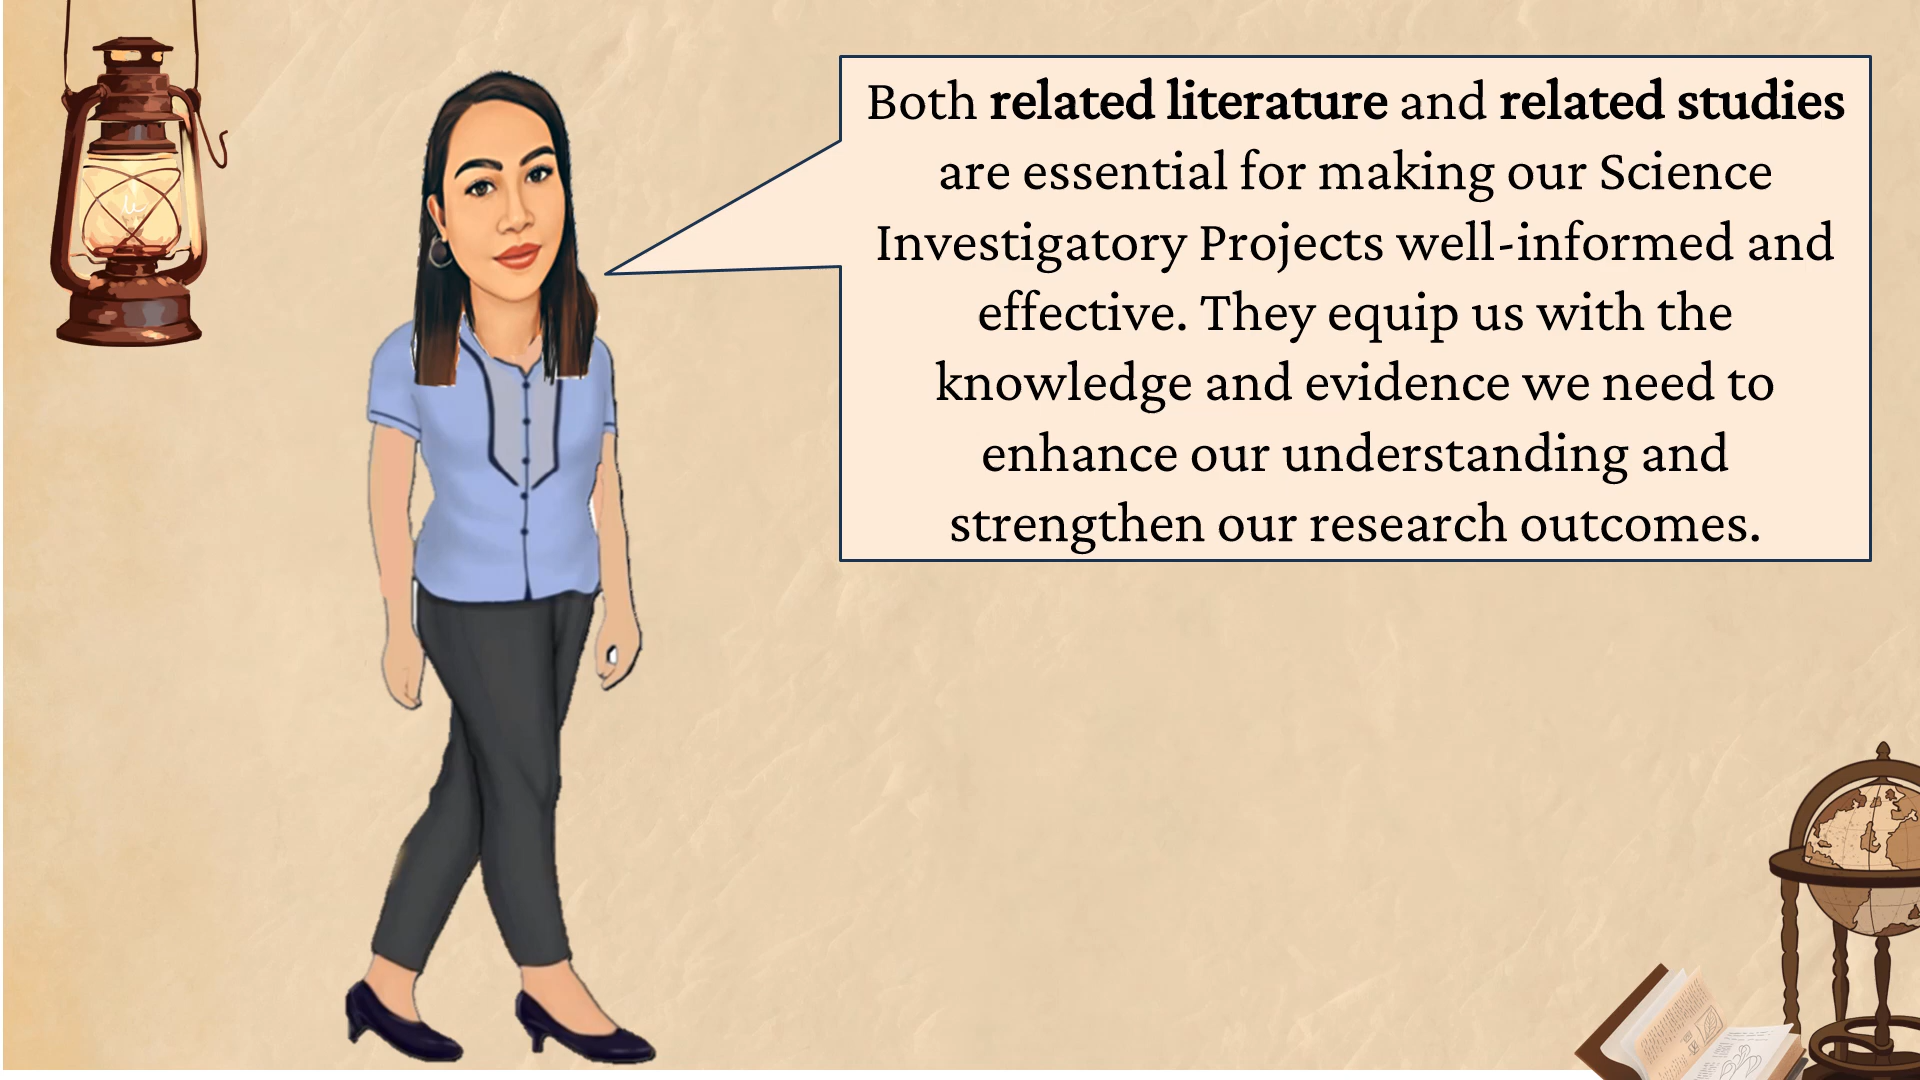 Both related literature and related studies
are essential for making our Science
Investigatory Projects well-informed and
effective. They equip us with the
knowledge and evidence we need to
enhance our understanding and
strengthen our research outcomes.